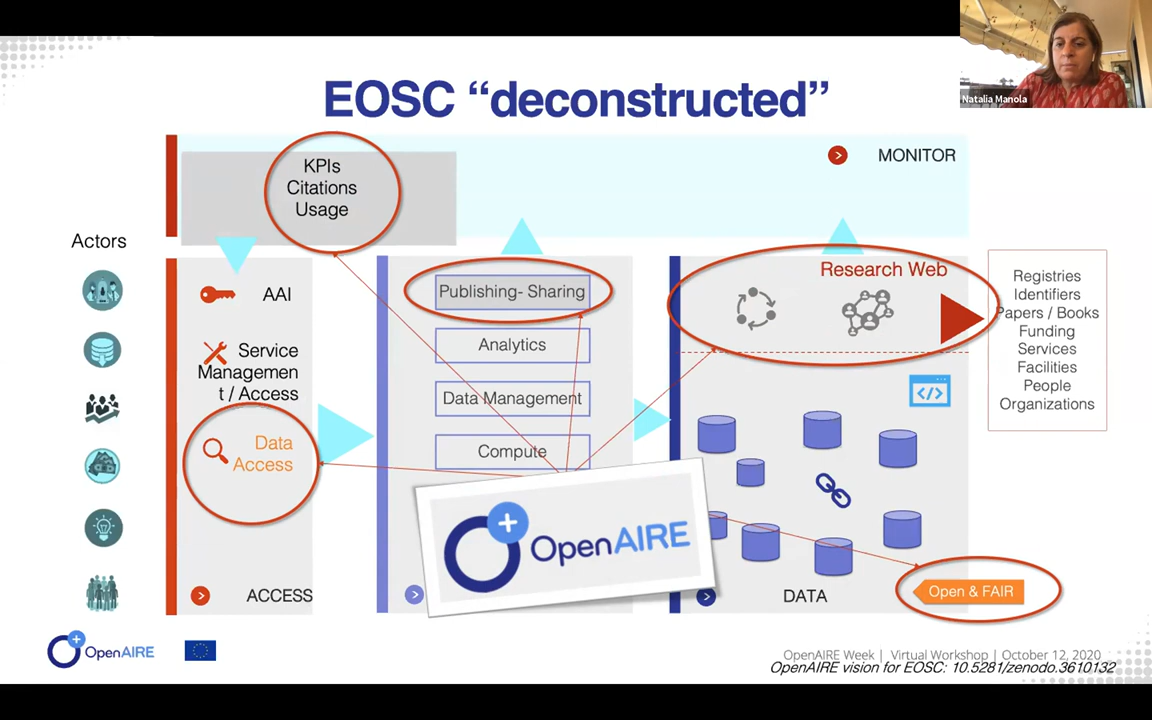 Natalia Manola
EOSC “deconstructed”
KPIs
Citations
Usage
MONITOR
Actors
AAI
Service
Managemen
t / Access
Data
Access
ACCESS
Publishing- Sharing
Analytics
Data Management
Compute
OpenAIRE
Research Web
DATA
Open & FAIR
Registries
Identifiers
Papers / Books
Funding
Services
Facilities
People
Organizations
OpenAIRE
OpenAIRE Week | Virtual Workshop | October 12, 2020
OpenAIRE vision for EOSC: 10.5281/zenodo.3610132